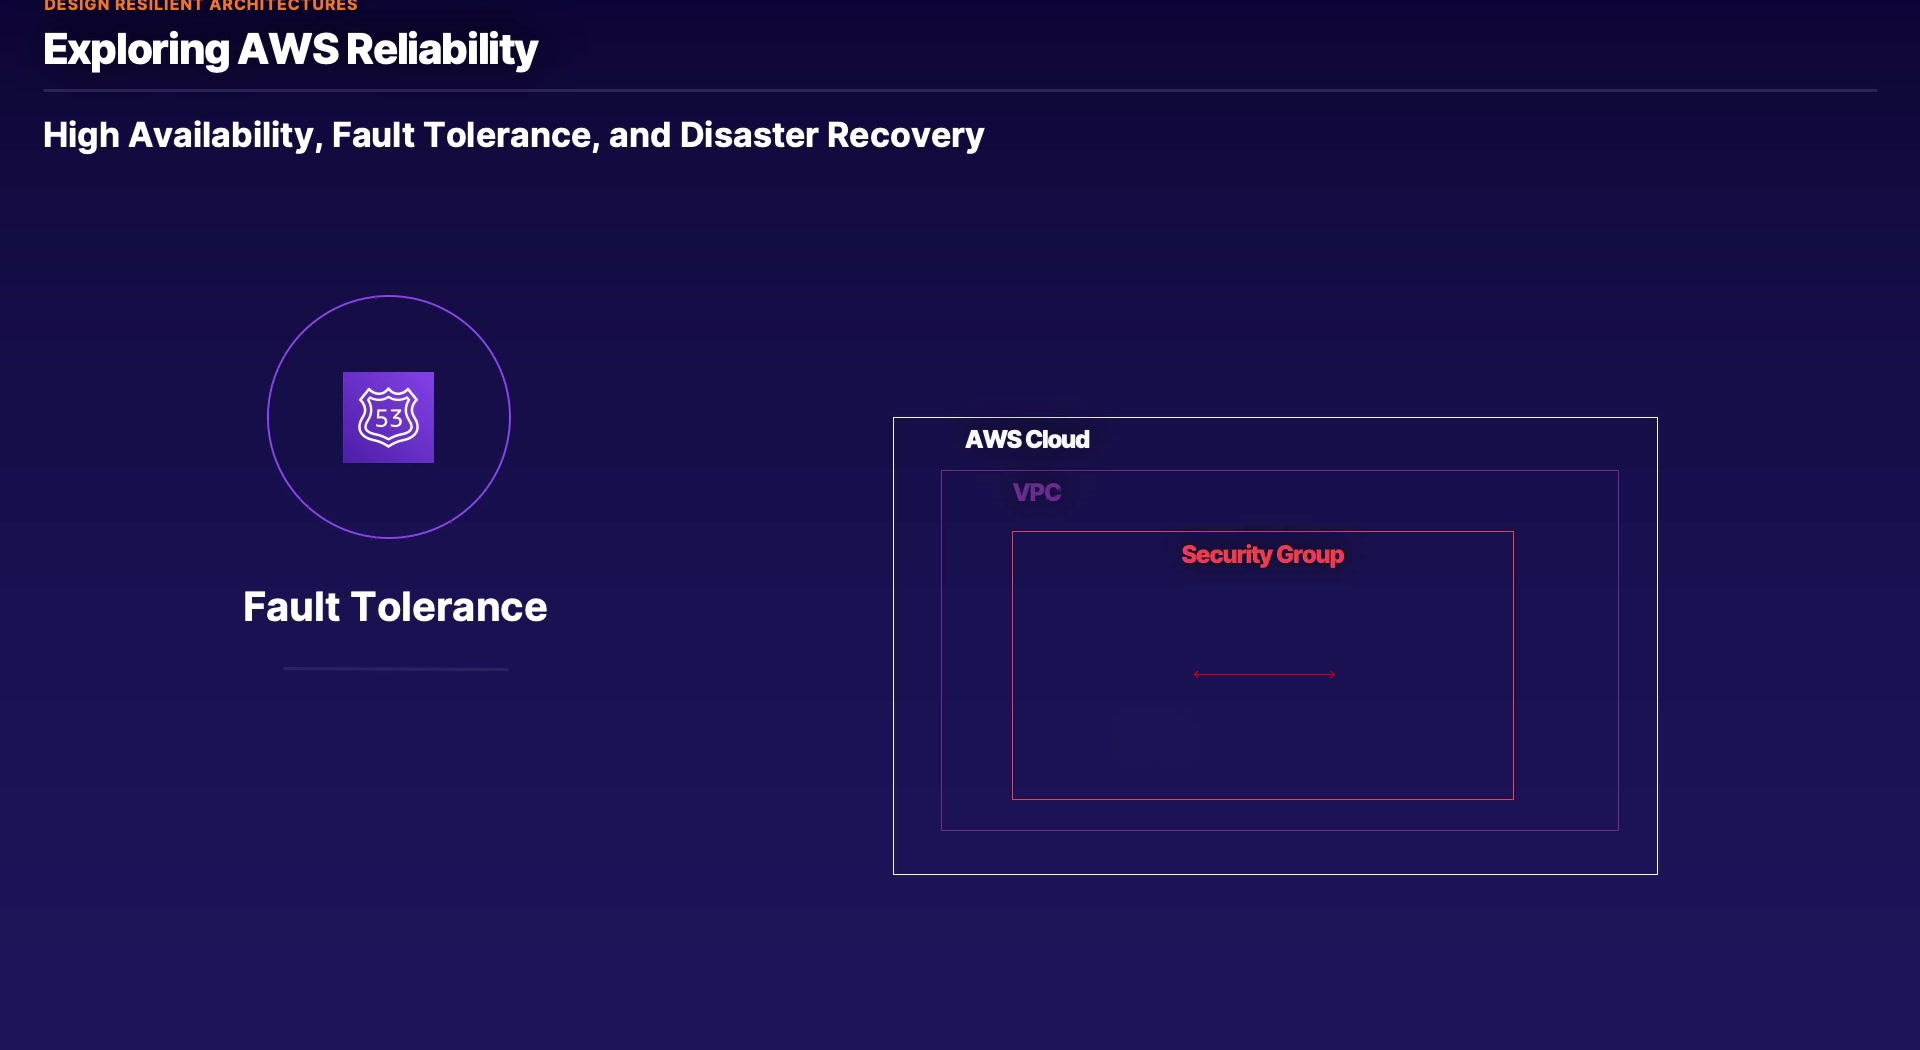 DESIGN RESILIENT ARCHITECTURES
Exploring AWS Reliability
High Availability, Fault Tolerance, and Disaster Recovery
53
Fault Tolerance
AWS Cloud
VPC
Security Group